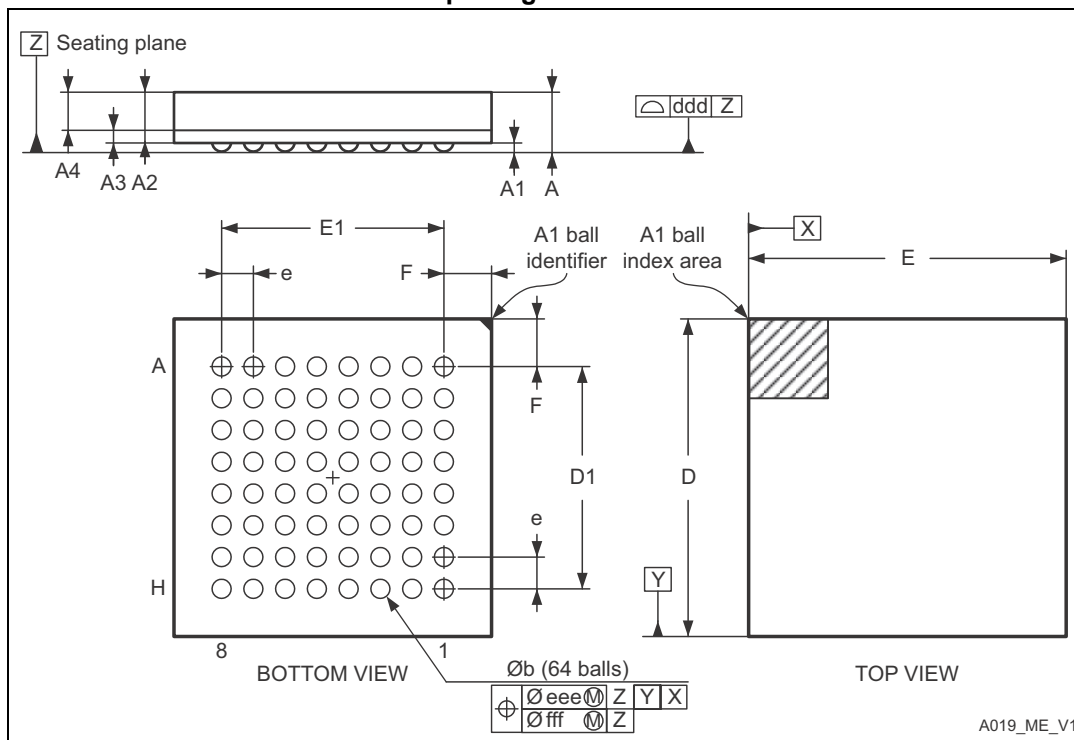 Z Seating plane
ddd Z
A4
A3 A2
A1 A
E1
e
F
A1 ball
identifier
A1 ball
index area
X
E
A
F
D1
D
e
H
Y
8
1
BOTTOM VIEW
Øb (64 balls)
TOP VIEW
Ø eee Ⓜ Z Y X
Ø fff Ⓜ Z
A019_ME_V1